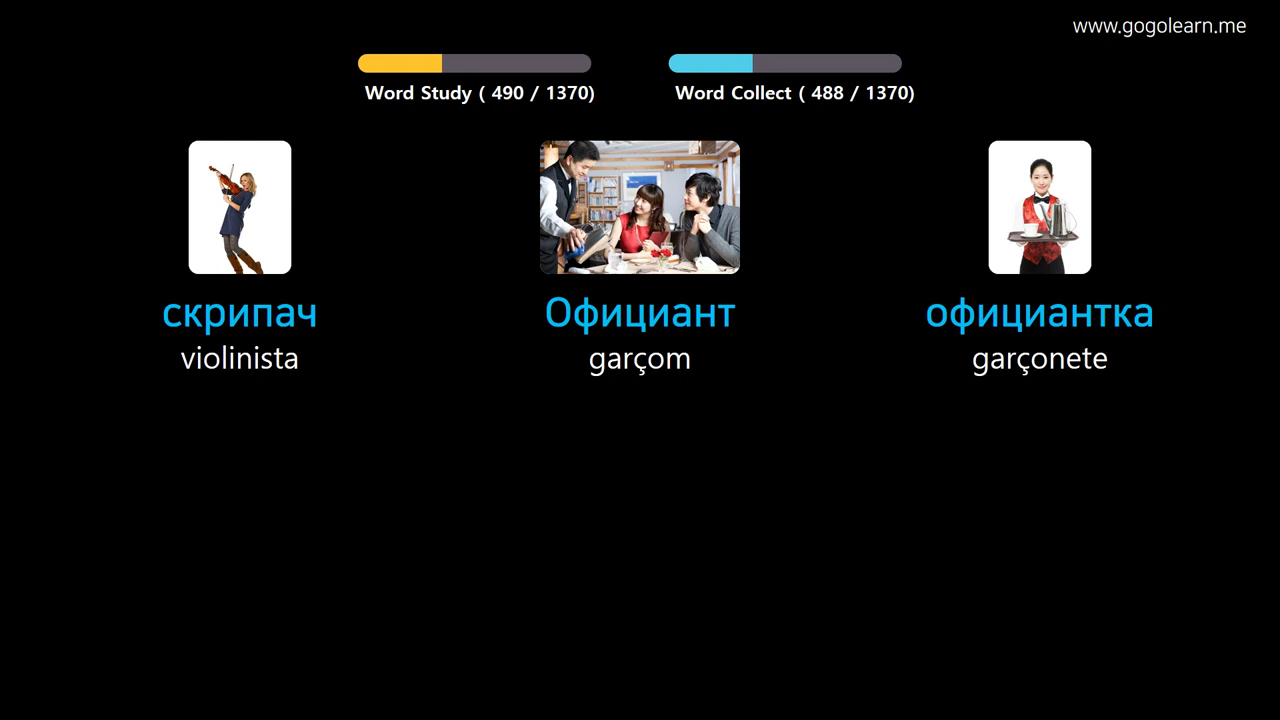 www.gogolearn.me
Word Study ( 490 / 1370)
Word Collect ( 488 / 1370)
скрипач
Официант
официантка
violinista
garçom
garçonete